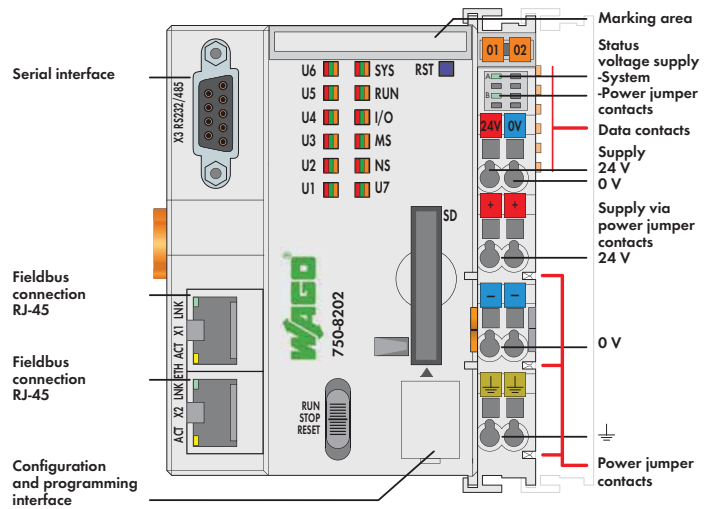 Marking area
Serial interface
X3 RS232/485
U6 SYS
U5 RUN
U4 I/O
U3 MS
U2 NS
U1 U7
RST
01 02
A
B
24V 0V
+ +
− −
Status
voltage supply
-System
-Power jumper
contacts
Data contacts
Supply
24 V
0 V
Supply via
power jumper
contacts
24 V
0 V
Power jumper
contacts
SD
WAGO
750-8202
Fieldbus
connection
RJ-45
Fieldbus
connection
RJ-45
ACT X1 LNK
ETH
ACT X2 LNK
RUN
STOP
RESET
Configuration
and programming
interface